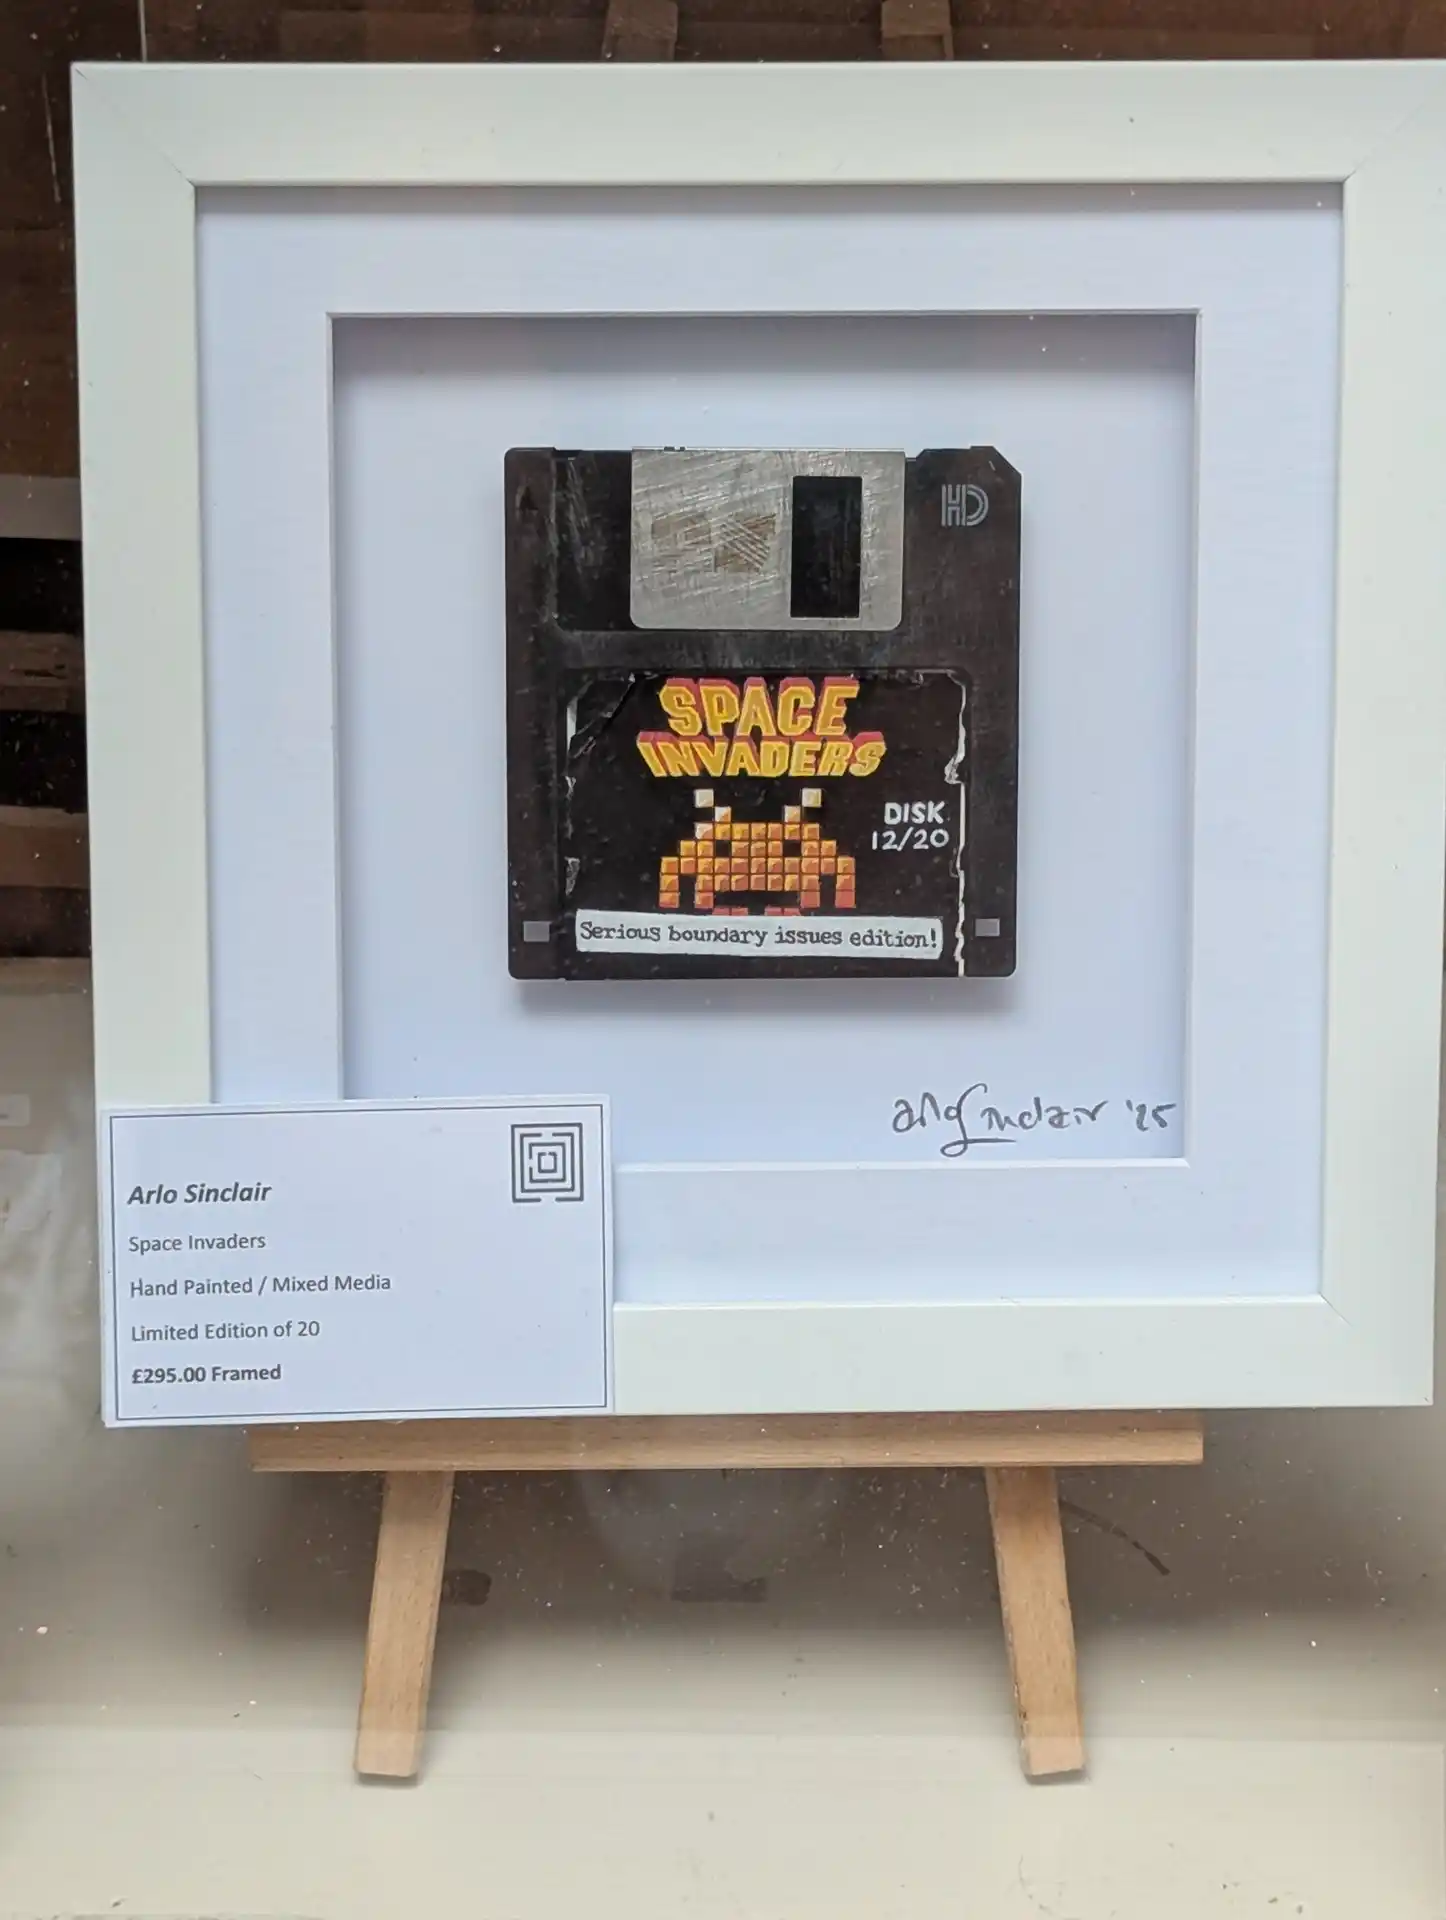 HD
SPACE
INVADERS
DISK
12/20
Serious boundary issues edition!
Arlo Sinclair '25
Arlo Sinclair
Space Invaders
Hand Painted / Mixed Media
Limited Edition of 20
£295.00 Framed